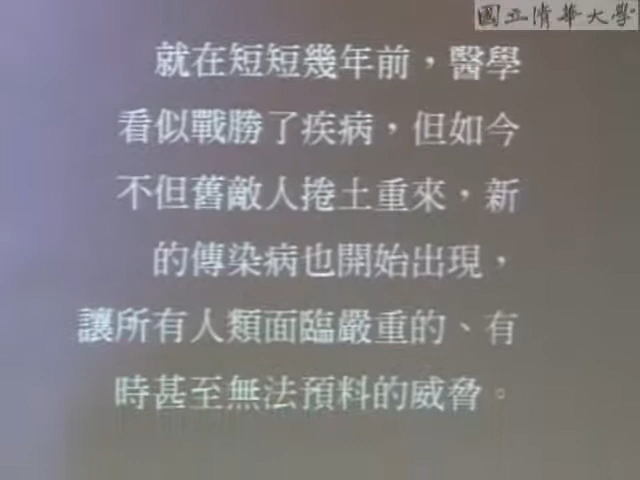 國立清華大學
就在短短幾年前，醫學
看似戰勝了疾病，但如今
不但舊敵人捲土重來，新
的傳染病也開始出現，
讓所有人類面臨嚴重的、有
時甚至無法預料的威脅。